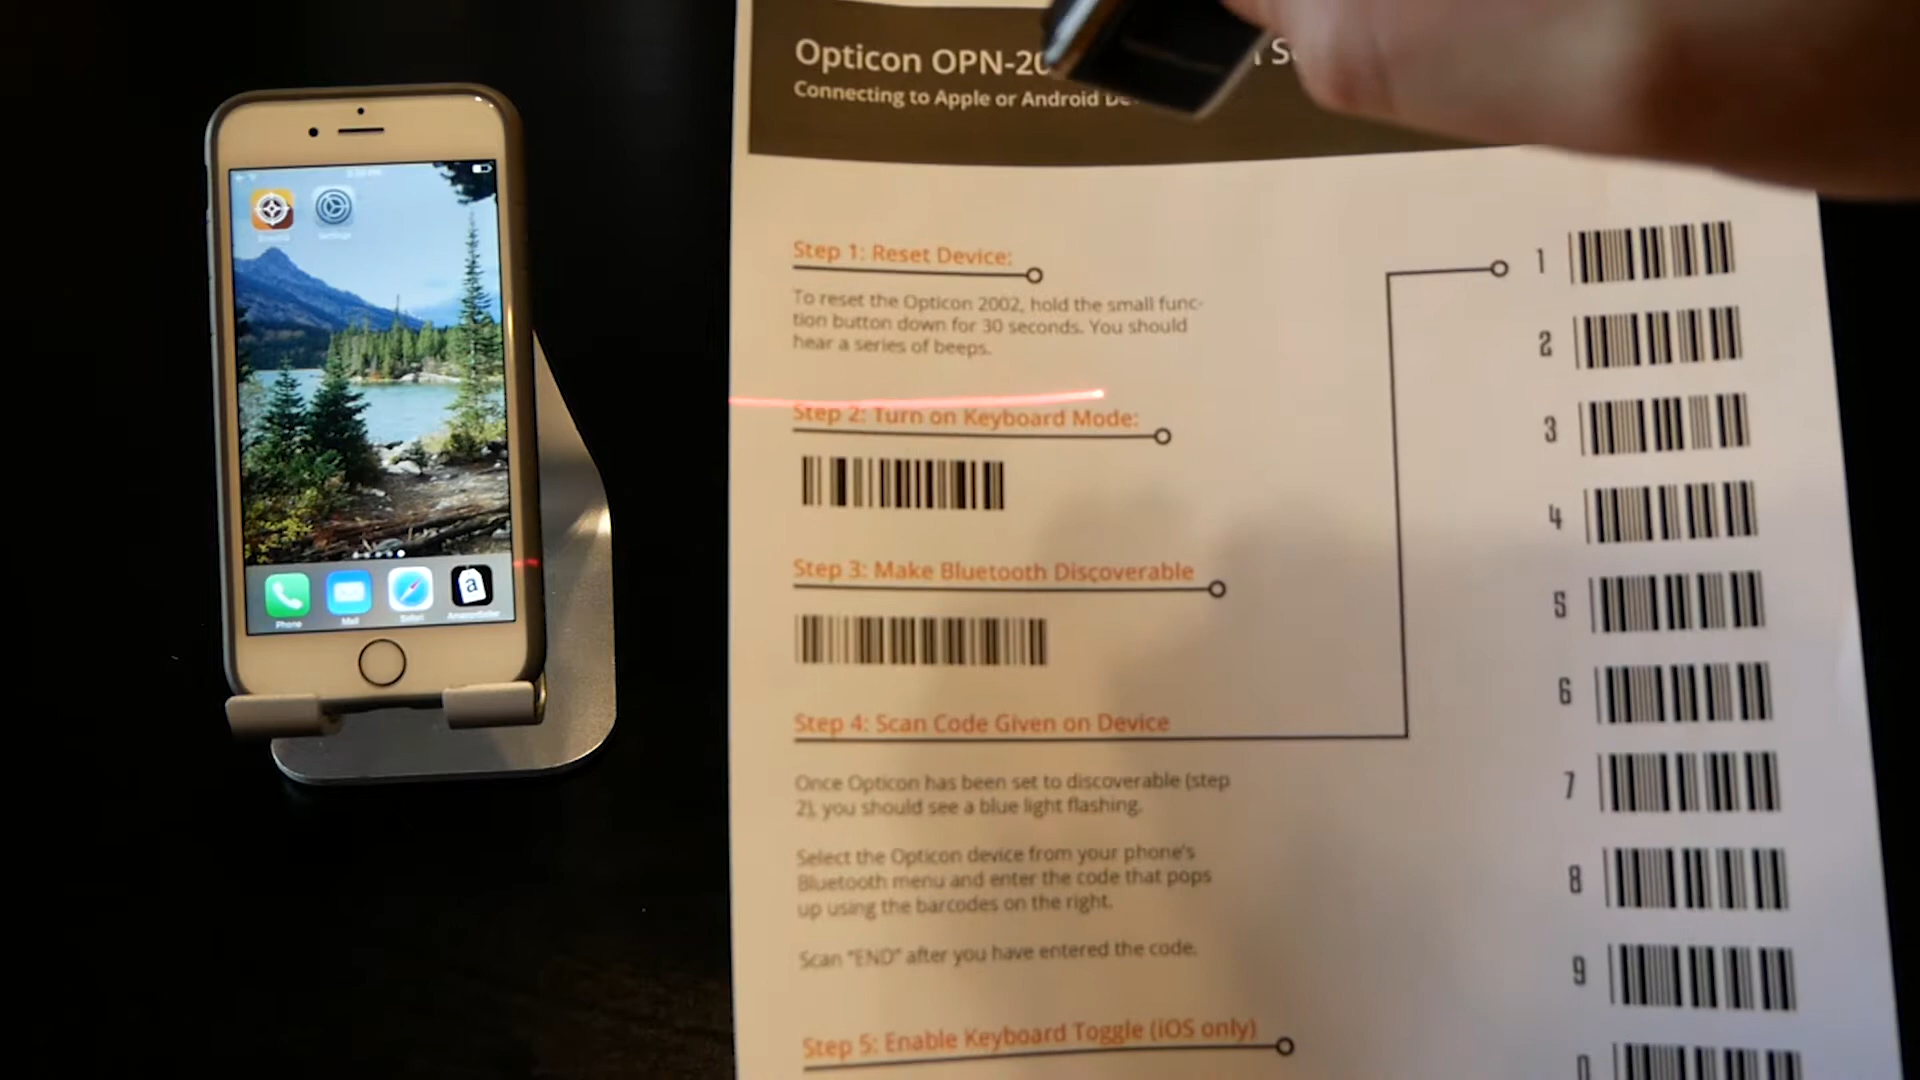 Opticon OPN-20
Connecting to Apple or Android
Step 1: Reset Device:
To reset the Opticon 2002, hold the small func-
tion button down for 30 seconds. You should
hear a series of beeps.
Step 2: Turn on Keyboard Mode:
Step 3: Make Bluetooth Discoverable
Step 4: Scan Code Given on Device
Once Opticon has been set to discoverable (step
2), you should see a blue light flashing.
Select the Opticon device from your phone's
Bluetooth menu and enter the code that pops
up using the barcodes on the right.
Scan "END" after you have entered the code.
Step 5: Enable Keyboard Toggle (iOS only)
1
2
3
4
5
6
7
8
9
0
Settings
a
Phone
Mail
Safari